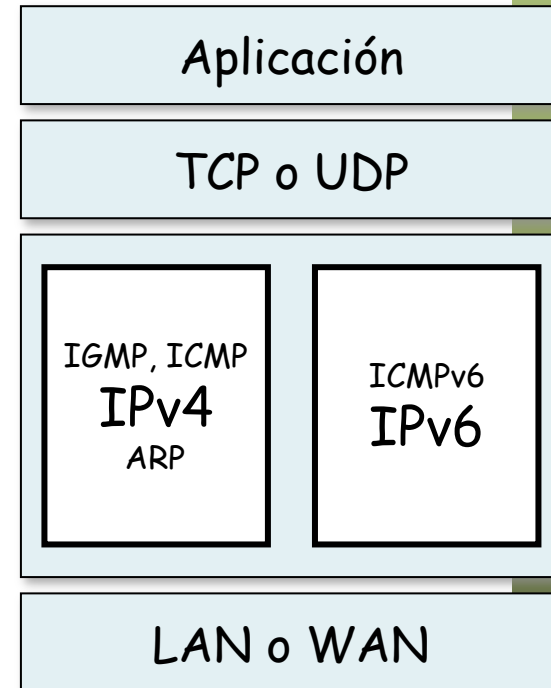 Aplicación
TCP o UDP
IGMP, ICMP
IPv4
ARP
ICMPv6
IPv6
LAN o WAN